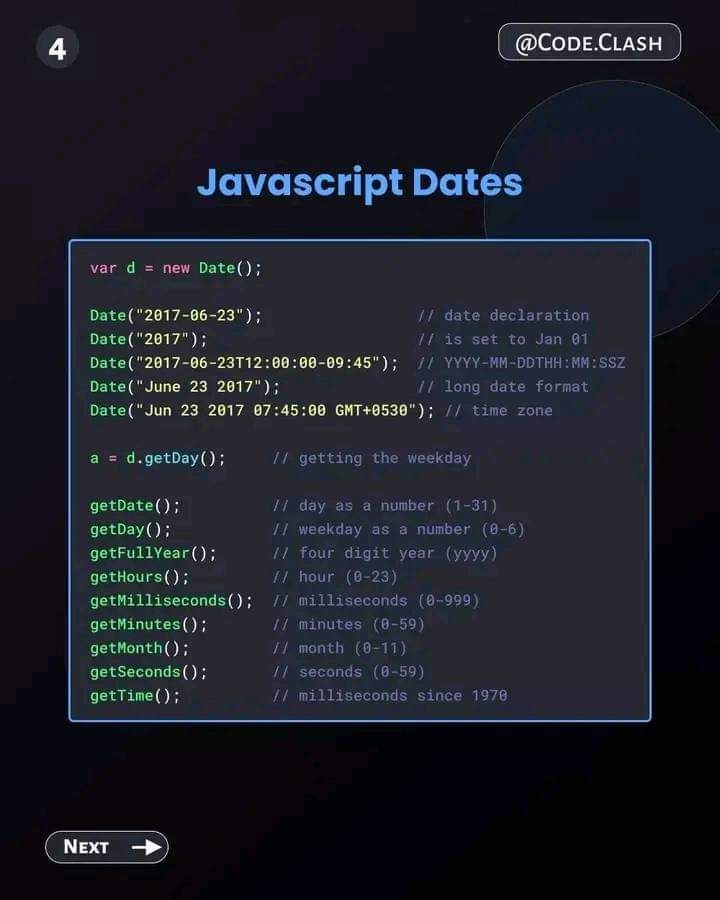 4
@Code.Clash
Javascript Dates
var d = new Date();
Date("2017-06-23"); // date declaration
Date("2017"); // is set to Jan 01
Date("2017-06-23T12:00:00-09:45"); // YYYY-MM-DDTHH:MM:SSZ
Date("June 23 2017"); // long date format
Date("Jun 23 2017 07:45:00 GMT+0530"); // time zone
a = d.getDay(); // getting the weekday
getDate(); // day as a number (1-31)
getDay(); // weekday as a number (0-6)
getFullYear(); // four digit year (yyyy)
getHours(); // hour (0-23)
getMilliseconds(); // milliseconds (0-999)
getMinutes(); // minutes (0-59)
getMonth(); // month (0-11)
getSeconds(); // seconds (0-59)
getTime(); // milliseconds since 1970
Next